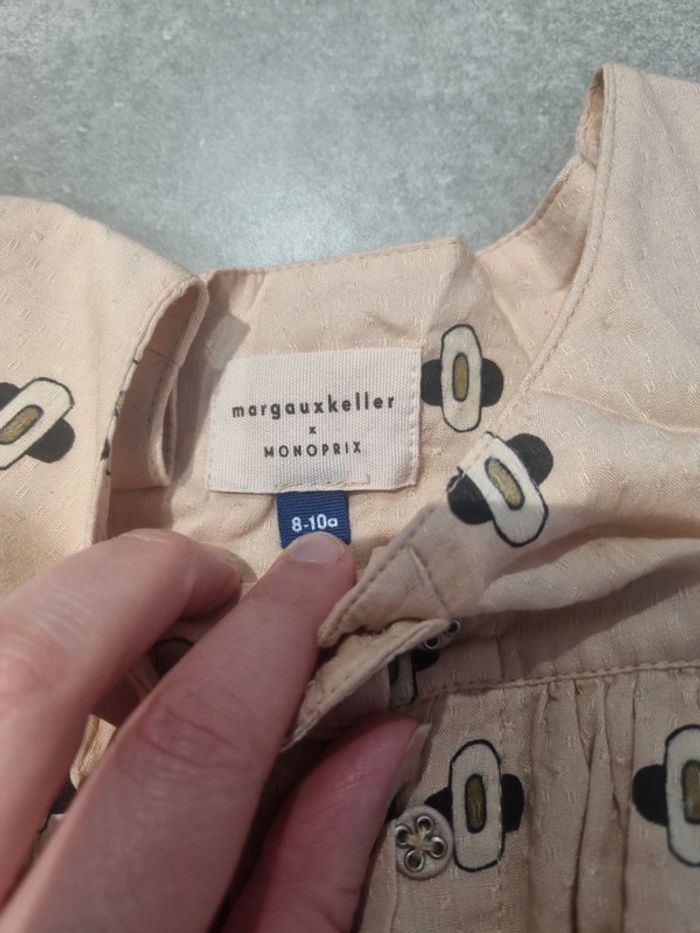 margauxkeller
x
MONOPRIX
8-10a